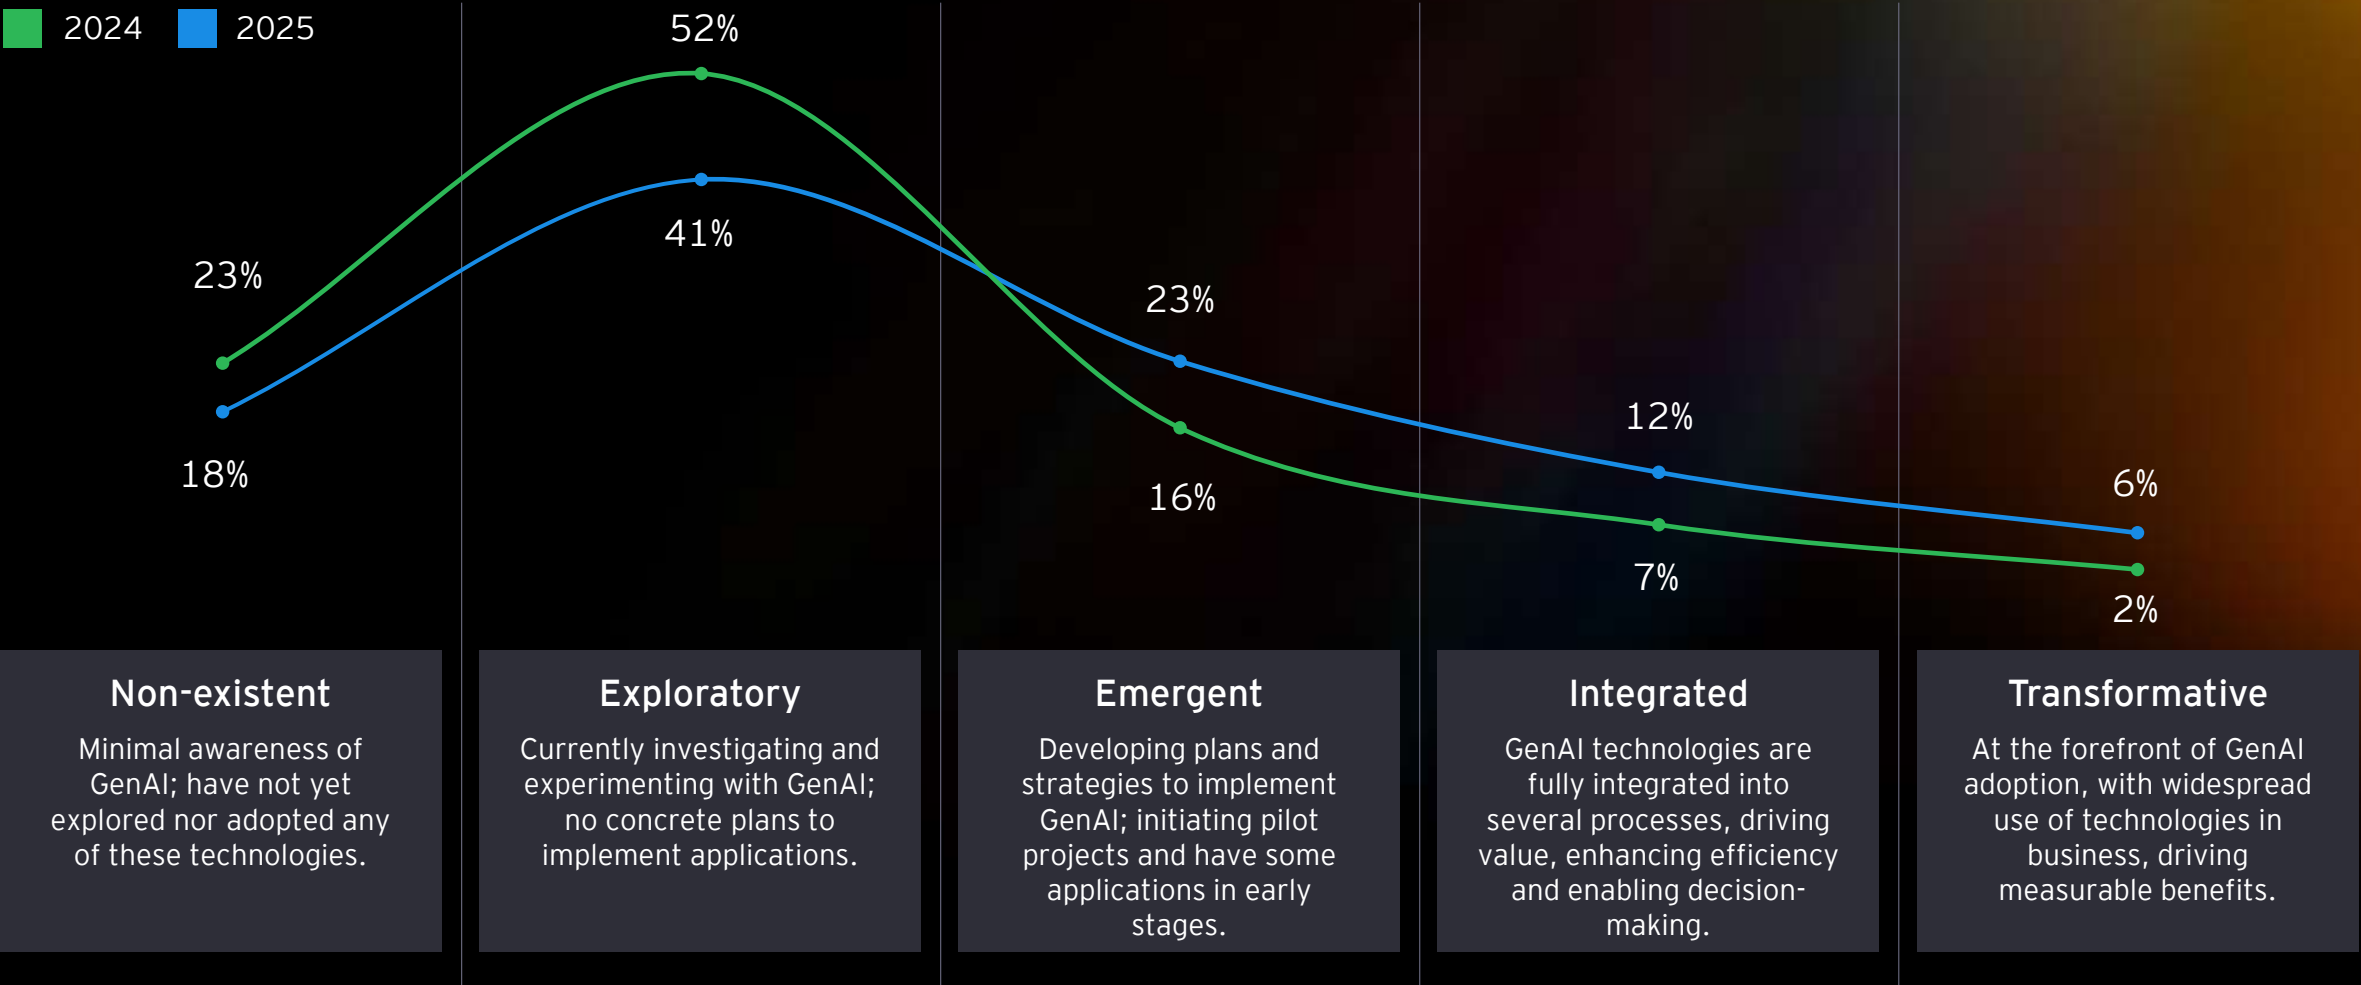 2024
2025
52%
41%
23%
18%
23%
16%
12%
7%
6%
2%
Non-existent
Minimal awareness of
GenAI; have not yet
explored nor adopted any
of these technologies.
Exploratory
Currently investigating and
experimenting with GenAI;
no concrete plans to
implement applications.
Emergent
Developing plans and
strategies to implement
GenAI; initiating pilot
projects and have some
applications in early
stages.
Integrated
GenAI technologies are
fully integrated into
several processes, driving
value, enhancing efficiency
and enabling decision-
making.
Transformative
At the forefront of GenAI
adoption, with widespread
use of technologies in
business, driving
measurable benefits.